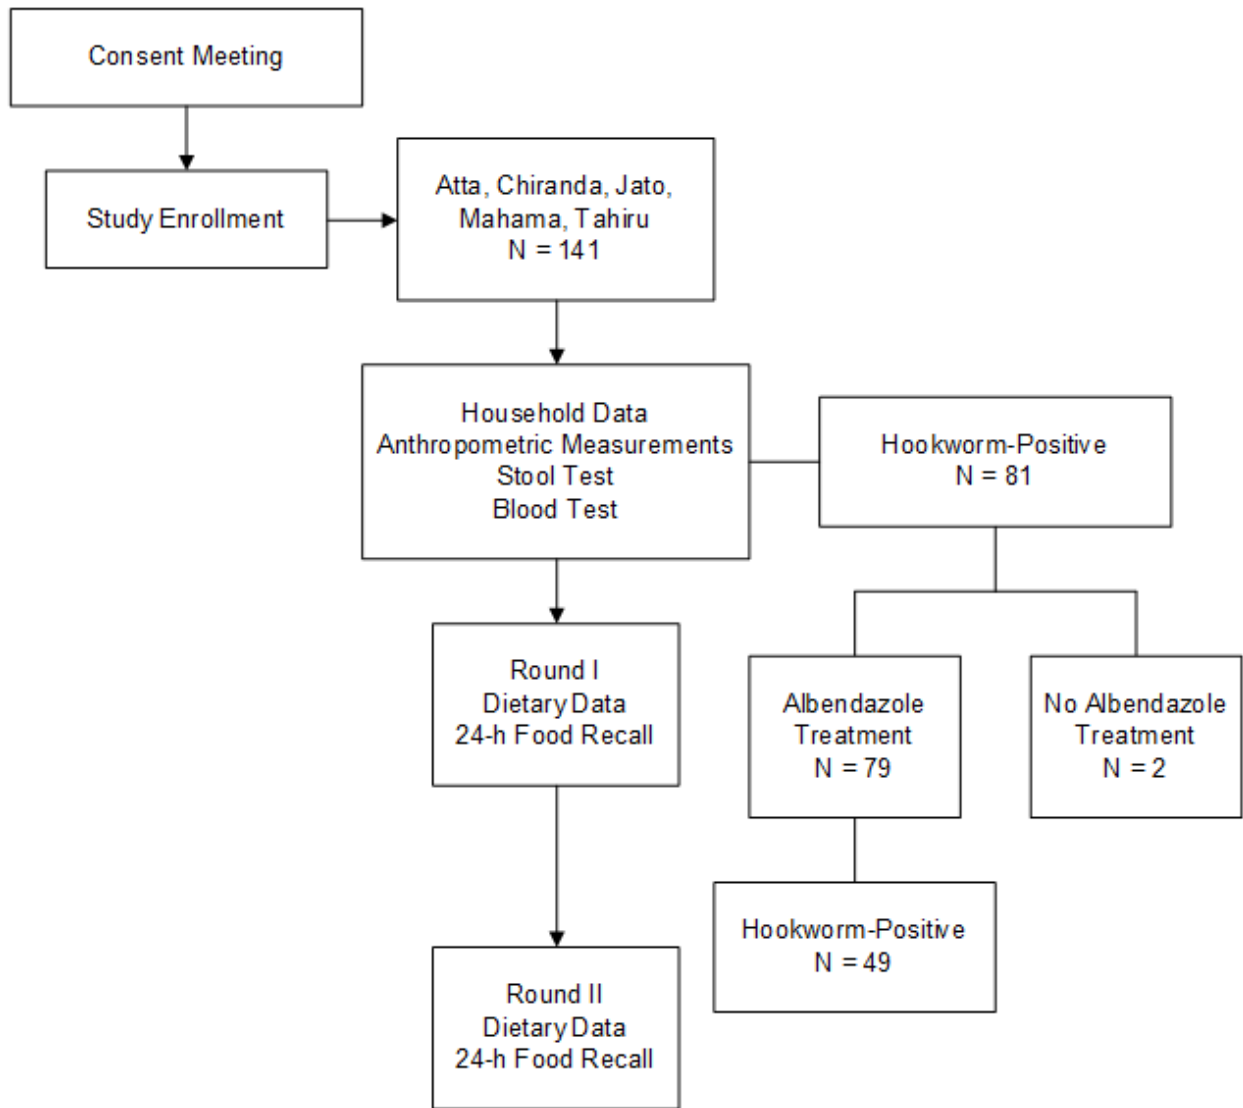 Consent Meeting
Study Enrollment
Atta, Chiranda, Jato,
Mahama, Tahiru
N = 141
Household Data
Anthropometric Measurements
Stool Test
Blood Test
Hookworm-Positive
N = 81
Round I
Dietary Data
24-h Food Recall
Albendazole
Treatment
N = 79
No Albendazole
Treatment
N = 2
Hookworm-Positive
N = 49
Round II
Dietary Data
24-h Food Recall